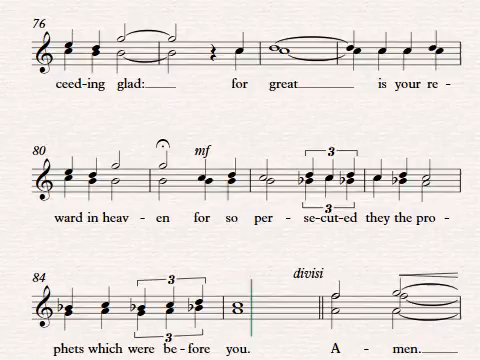 76
ceed-ing glad: for great is your re -
80
mf
3
3
ward in heav - en for so per - se-cut-ed they the pro -
84
divisi
3
3
phets which were be - fore you. A - men.